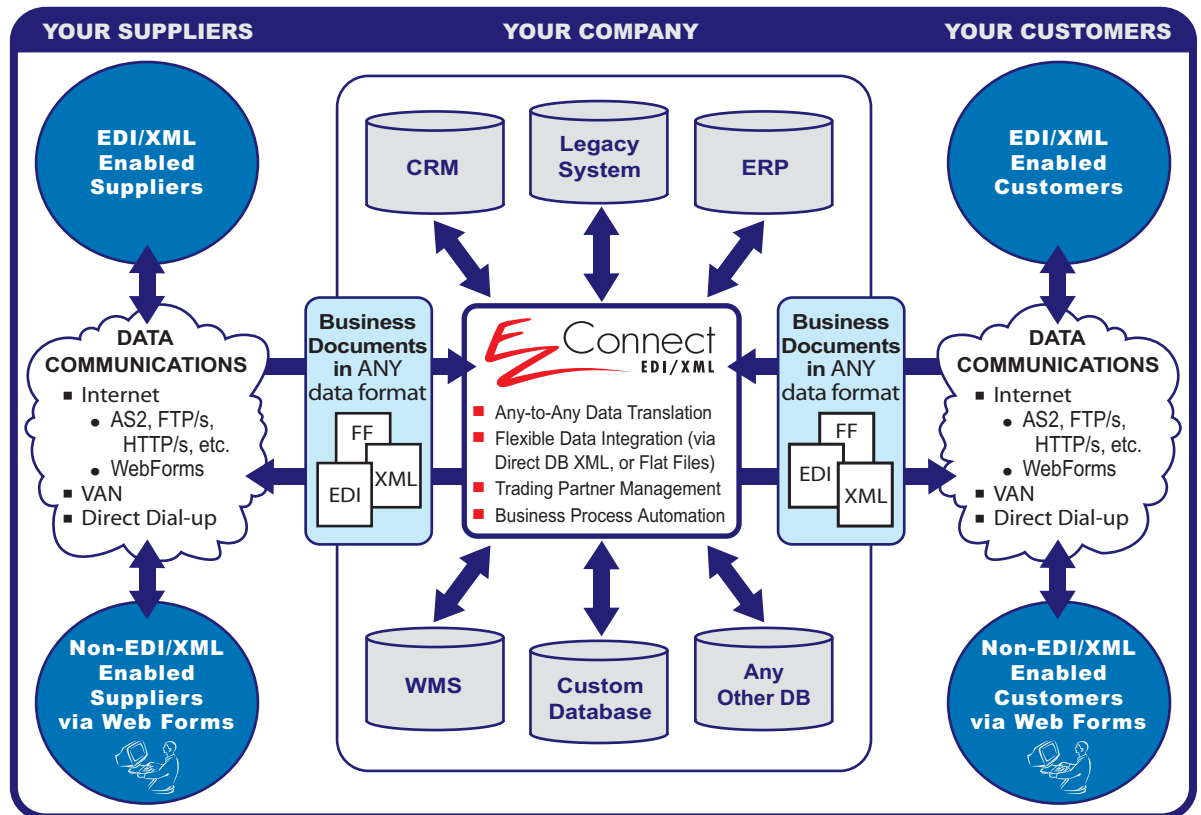 YOUR SUPPLIERS
YOUR COMPANY
YOUR CUSTOMERS
EDI/XML
Enabled
Suppliers
DATA
COMMUNICATIONS
Internet
AS2, FTP/s,
HTTP/s, etc.
WebForms
VAN
Direct Dial-up
Non-EDI/XML
Enabled
Suppliers
via Web Forms
Business
Documents
in ANY
data format
FF
XML
EDI
CRM
Legacy
System
ERP
EZ Connect
EDI/XML
Any-to-Any Data Translation
Flexible Data Integration (via
Direct DB XML, or Flat Files)
Trading Partner Management
Business Process Automation
WMS
Custom
Database
Any
Other DB
Business
Documents
in ANY
data format
FF
EDI
XML
EDI/XML
Enabled
Customers
DATA
COMMUNICATIONS
Internet
AS2, FTP/s,
HTTP/s, etc.
WebForms
VAN
Direct Dial-up
Non-EDI/XML
Enabled
Customers
via Web Forms